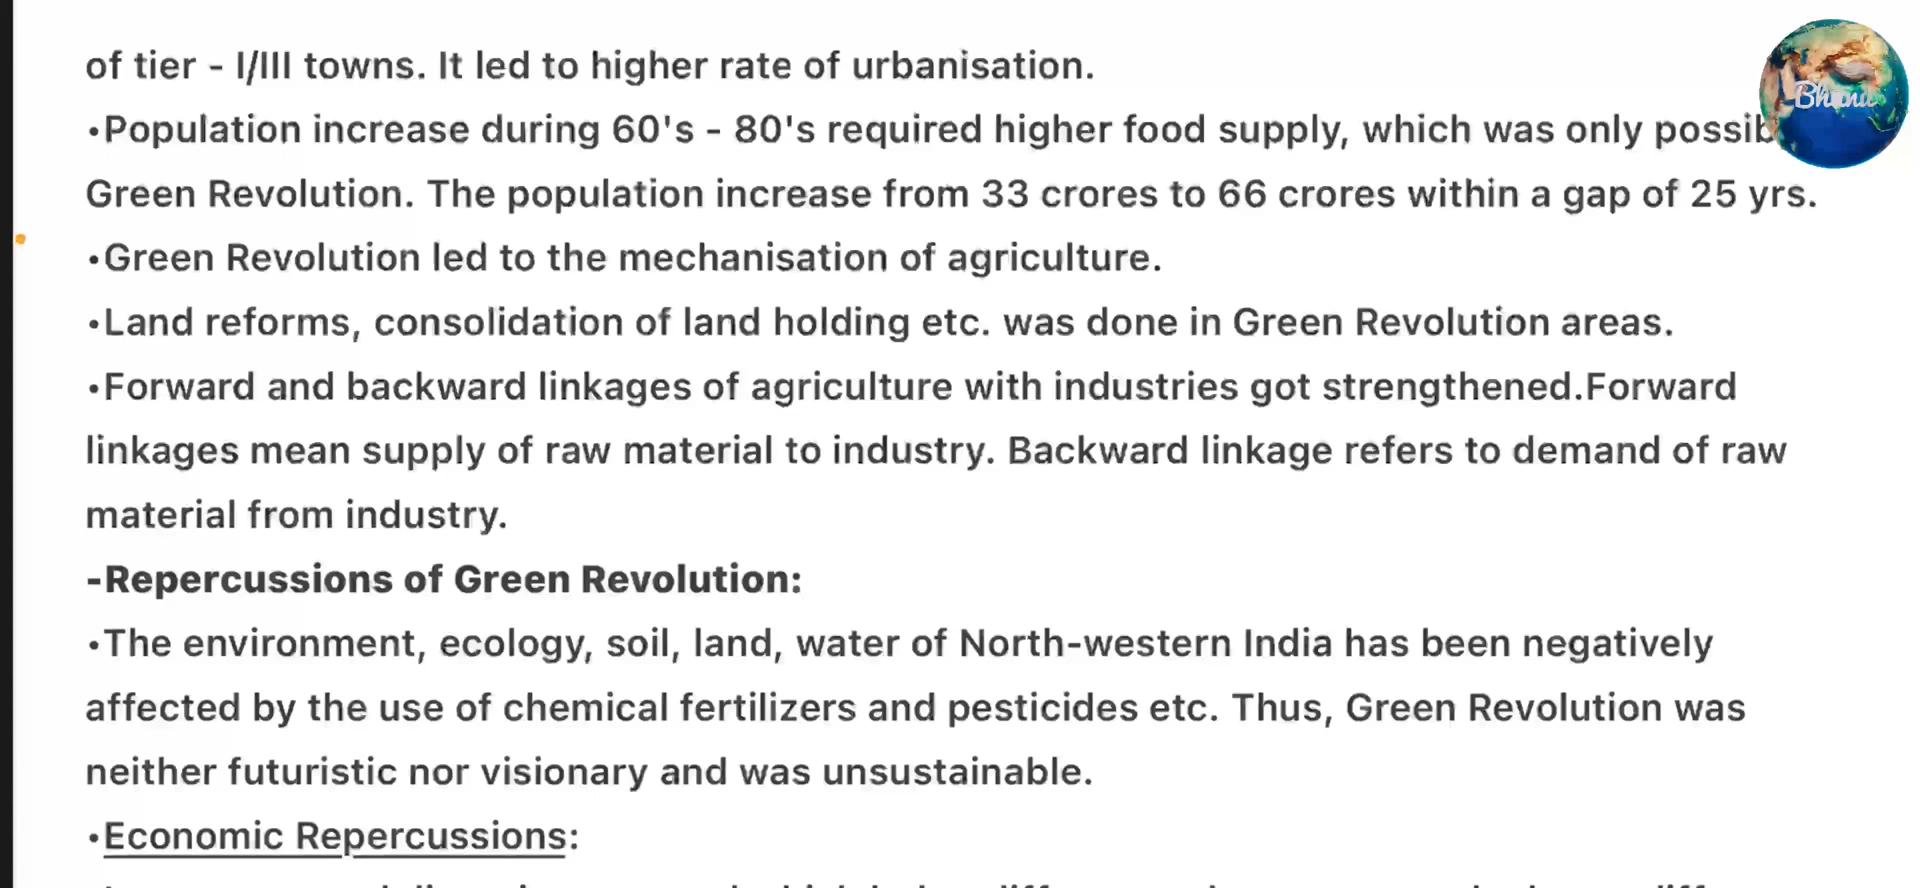 of tier - I/III towns. It led to higher rate of urbanisation.
•Population increase during 60's - 80's required higher food supply, which was only
Green Revolution. The population increase from 33 crores to 66 crores within a gap of 25 yrs.
•Green Revolution led to the mechanisation of agriculture.
•Land reforms, consolidation of land holding etc. was done in Green Revolution areas.
•Forward and backward linkages of agriculture with industries got strengthened.Forward
linkages mean supply of raw material to industry. Backward linkage refers to demand of raw
material from industry.
-Repercussions of Green Revolution:
•The environment, ecology, soil, land, water of North-western India has been negatively
affected by the use of chemical fertilizers and pesticides etc. Thus, Green Revolution was
neither futuristic nor visionary and was unsustainable.
•Economic Repercussions: